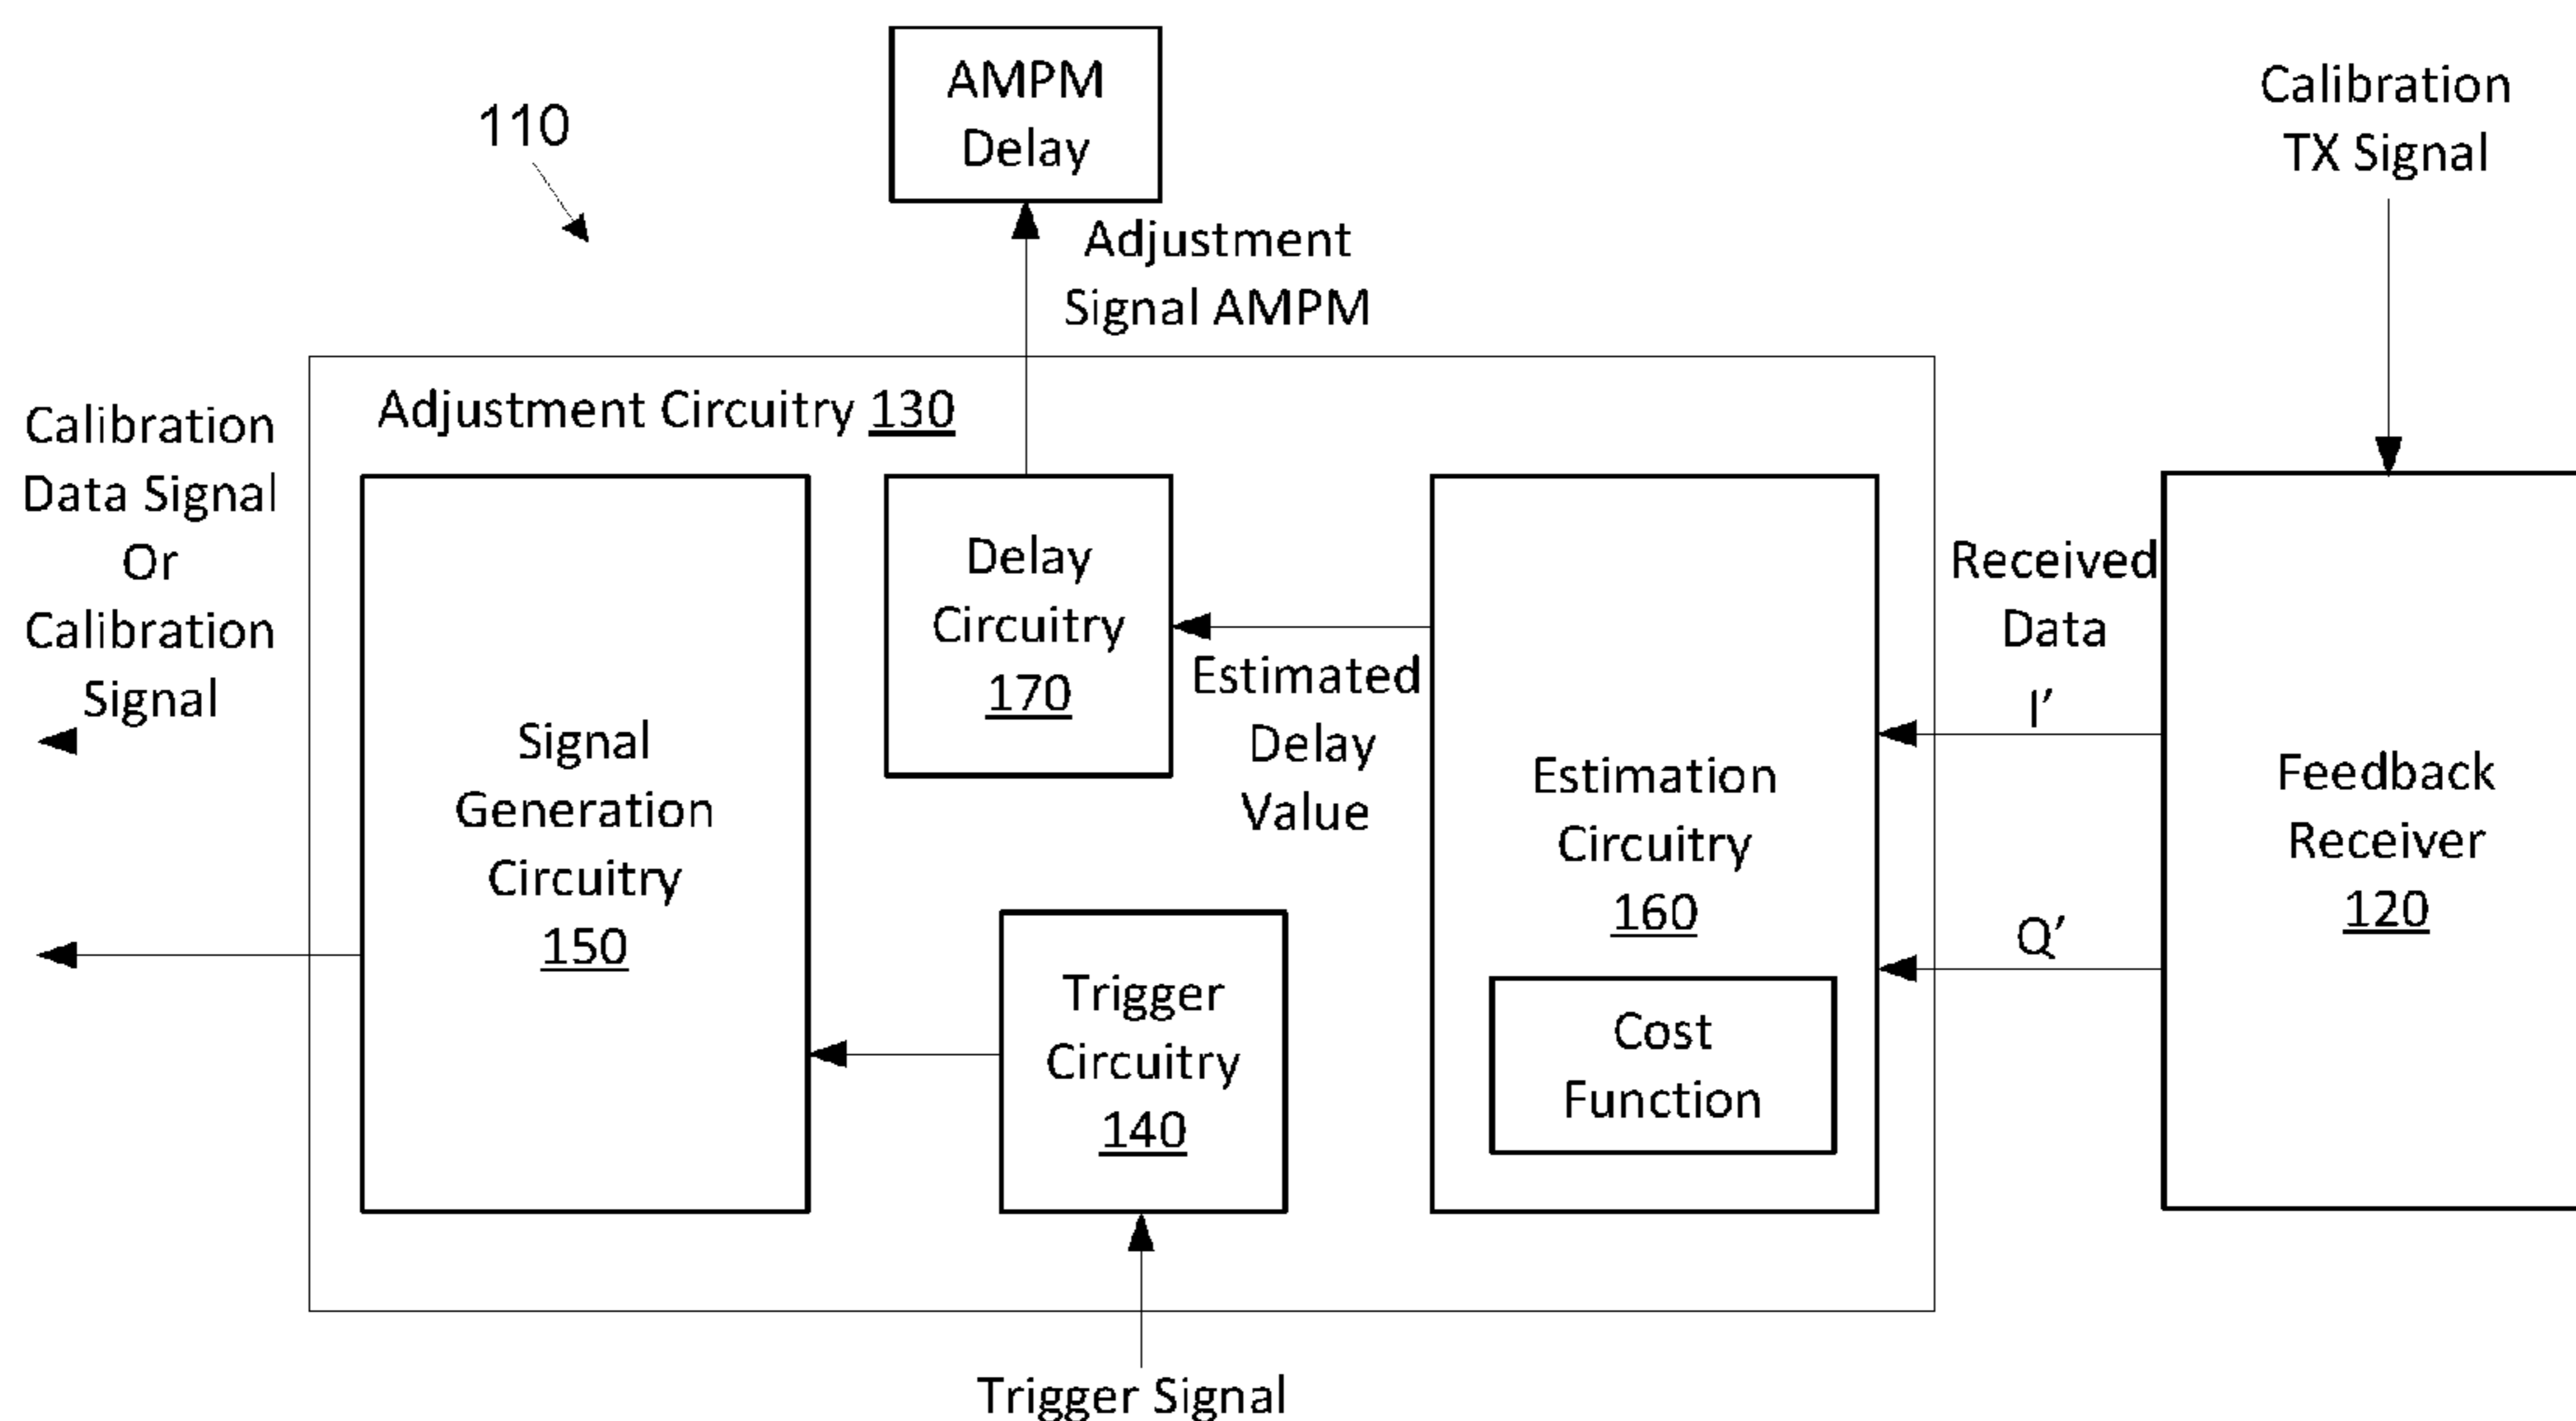 AMPM
Delay
110
Calibration
TX Signal
Adjustment
Signal AMPM
Adjustment Circuitry 130
Calibration
Data Signal
Or
Calibration
Signal
Signal
Generation
Circuitry
150
Delay
Circuitry
170
Estimated
Delay
Value
Trigger
Circuitry
140
Estimation
Circuitry
160
Cost
Function
Received
Data
I’
Q’
Feedback
Receiver
120
Trigger Signal